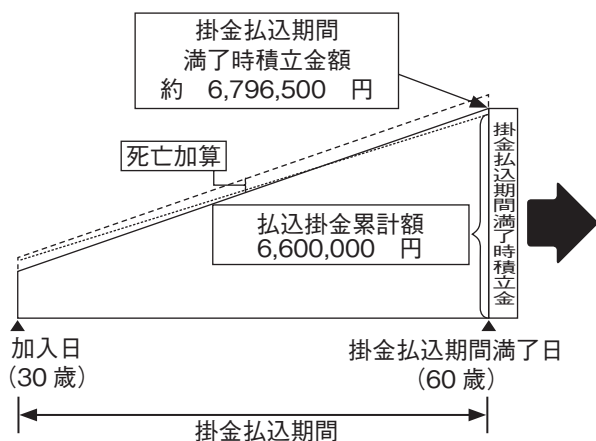 掛金払込期間
満了時積立金額
約 6,796,500 円
死亡加算
払込掛金累計額
6,600,000 円
掛金払込期間満了時積立金
加入日
(30 歳)
掛金払込期間満了日
(60 歳)
掛金払込期間